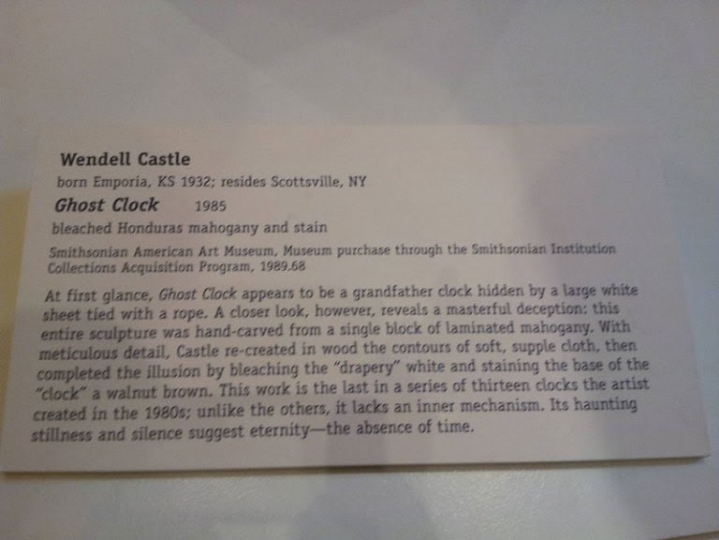 Wendell Castle
born Emporia, KS 1932; resides Scottsville, NY
Ghost Clock 1985
bleached Honduras mahogany and stain
Smithsonian American Art Museum, Museum purchase through the Smithsonian Institution
Collections Acquisition Program, 1989.68
At first glance, Ghost Clock appears to be a grandfather clock hidden by a large white
sheet tied with a rope. A closer look, however, reveals a masterful deception: this
entire sculpture was hand-carved from a single block of laminated mahogany. With
meticulous detail, Castle re-created in wood the contours of soft, supple cloth, then
completed the illusion by bleaching the "drapery" white and staining the base of the
"clock" a walnut brown. This work is the last in a series of thirteen clocks the artist
created in the 1980s; unlike the others, it lacks an inner mechanism. Its haunting
stillness and silence suggest eternity—the absence of time.